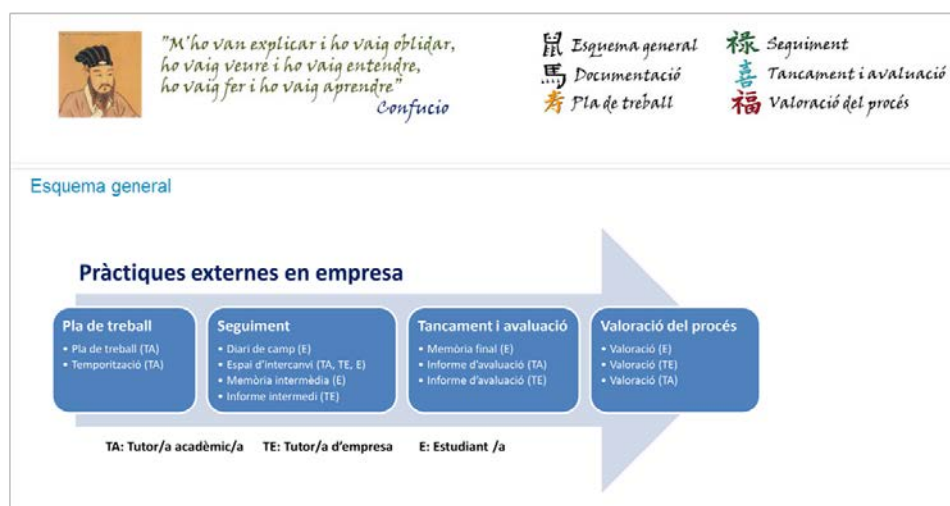 "M'ho van explicar i ho vaig oblidar,
ho vaig veure i ho vaig entendre,
ho vaig fer i ho vaig aprendre"
Confucio
鼠 Esquema general
馬 Documentació
寿 Pla de treball
禄 Seguiment
喜 Tancament i avaluació
福 Valoració del procés
Esquema general
Pràctiques externes en empresa
Pla de treball
• Pla de treball (TA)
• Temporització (TA)
Seguiment
• Diari de camp (E)
• Espai d'intercanvi (TA, TE, E)
• Memòria intermèdia (E)
• Informe intermedi (TE)
Tancament i avaluació
• Memòria final (E)
• Informe d'avaluació (TA)
• Informe d'avaluació (TE)
Valoració del procés
• Valoració (E)
• Valoració (TE)
• Valoració (TA)
TA: Tutor/a acadèmic/a TE: Tutor/a d'empresa E: Estudiant /a